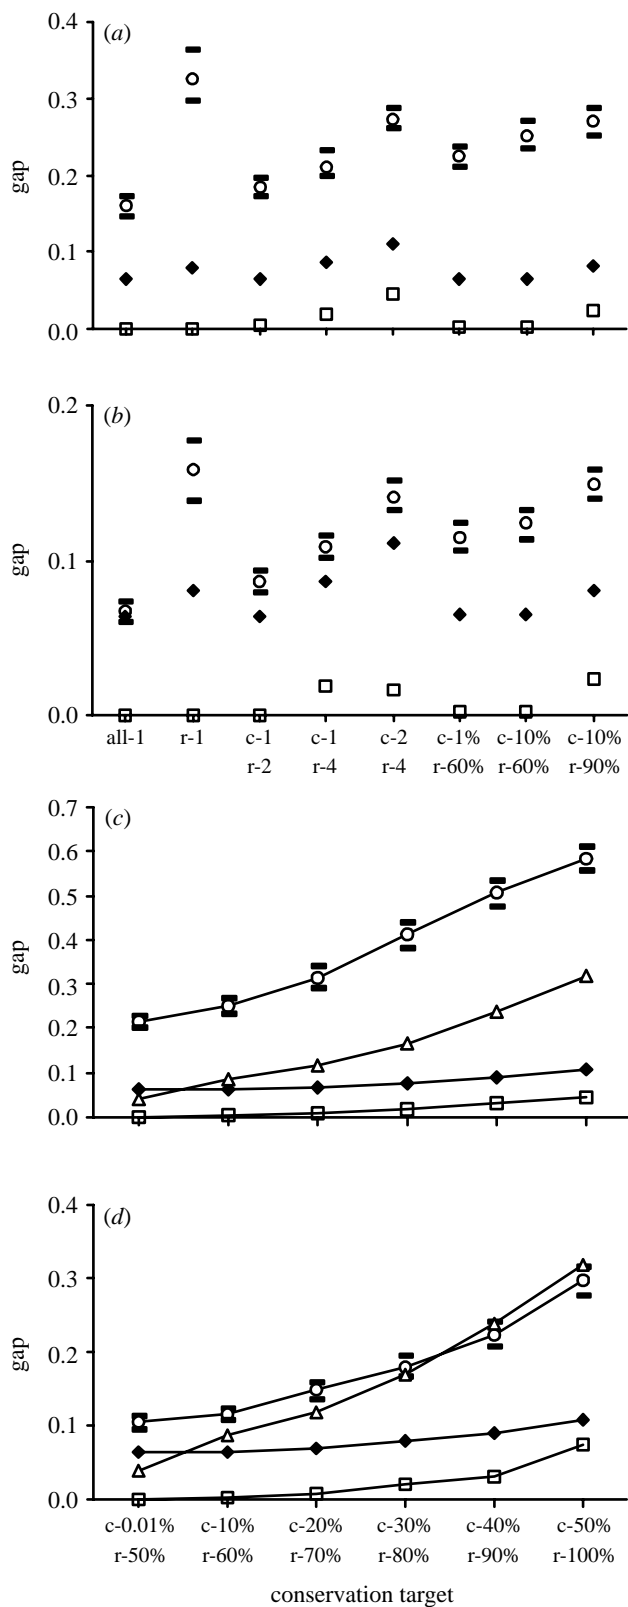 (a)
0.4
0.3
0.2
0.1
0.0
gap
(b)
0.2
0.1
0.0
gap
all-1 r-1 c-1 c-1 c-2 c-1% c-10% c-10%
r-2 r-4 r-4 r-60% r-60% r-90%
(c)
0.7
0.6
0.5
0.4
0.3
0.2
0.1
0.0
gap
(d)
0.4
0.3
0.2
0.1
0.0
gap
c-0.01% c-10% c-20% c-30% c-40% c-50%
r-50% r-60% r-70% r-80% r-90% r-100%
conservation target